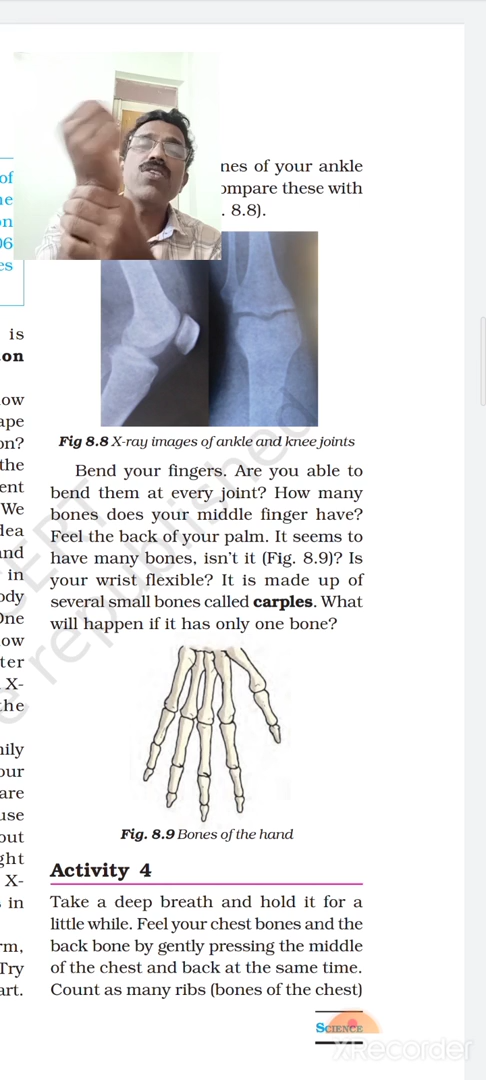 of
he
on
06
es
is
on
ow
ape
on?
the
ent
We
dea
and
in
ody
One
ow
ter
X-
the
nily
our
are
use
out
ght
X-
s in
rm,
Try
art.
nes of your ankle
ompare these with
. 8.8).
Fig 8.8 X-ray images of ankle and knee joints
Bend your fingers. Are you able to
bend them at every joint? How many
bones does your middle finger have?
Feel the back of your palm. It seems to
have many bones, isn't it (Fig. 8.9)? Is
your wrist flexible? It is made up of
several small bones called carples. What
will happen if it has only one bone?
Fig. 8.9 Bones of the hand
Activity 4
Take a deep breath and hold it for a
little while. Feel your chest bones and the
back bone by gently pressing the middle
of the chest and back at the same time.
Count as many ribs (bones of the chest)
SCIENCE
XRecorder